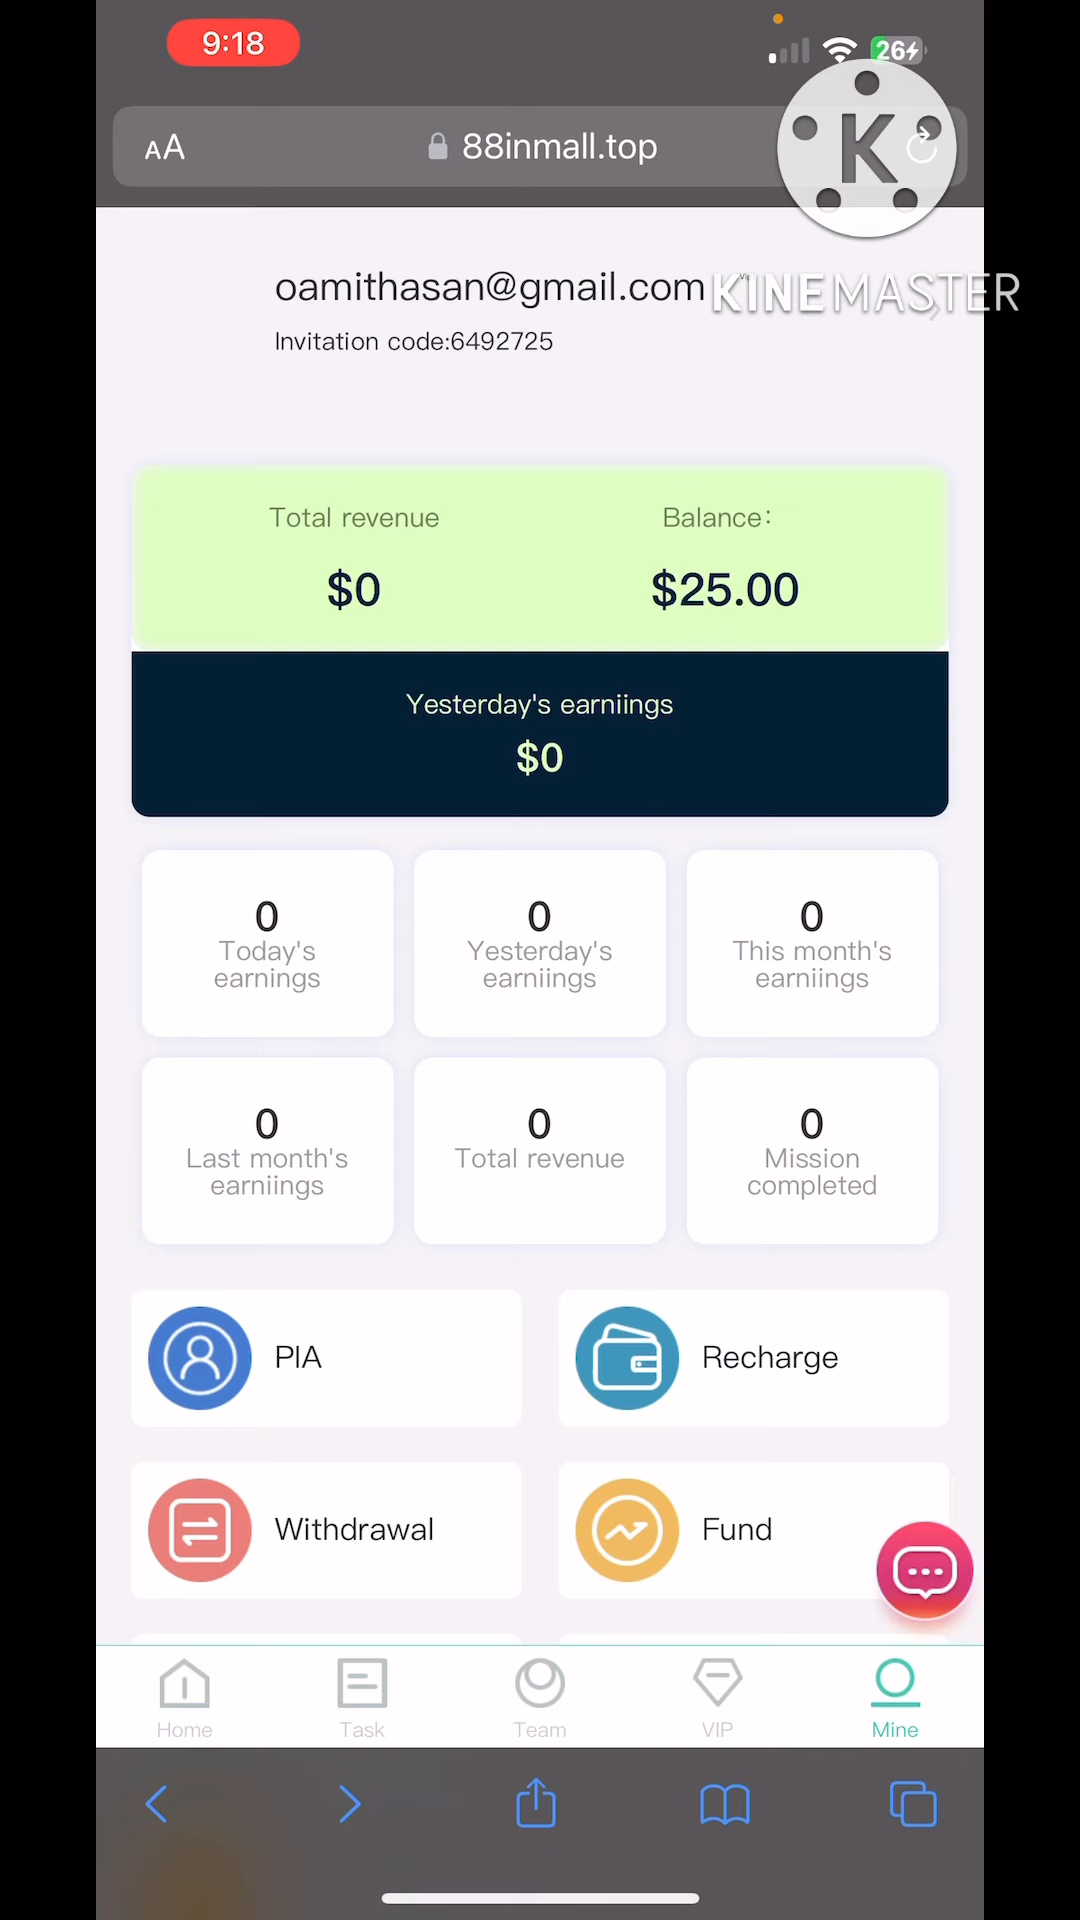 9:18
26
AA 88inmall.top
K
oamithasan@gmail.com
KINEMASTER
Invitation code:6492725
Total revenue Balance:
$0 $25.00
Yesterday's earniings
$0
0 0 0
Today's Yesterday's This month's
earnings earniings earniings
0 0 0
Last month's Total revenue Mission
earniings completed
PIA Recharge
Withdrawal Fund
Home Task Team VIP Mine